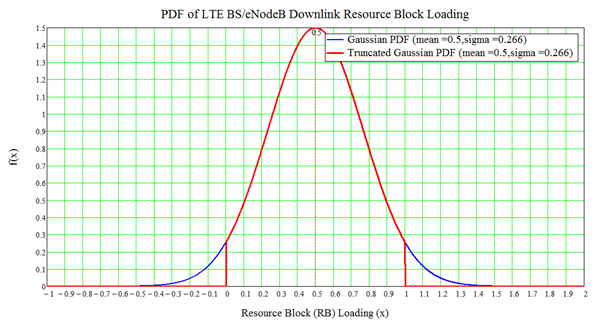 PDF of LTE BS/eNodeB Downlink Resource Block Loading
1.5
0.5
Gaussian PDF (mean =0.5,sigma =0.266)
Truncated Gaussian PDF (mean =0.5,sigma =0.266)
1.4
1.3
1.2
1.1
1
0.9
0.8
f(x)
0.7
0.6
0.5
0.4
0.3
0.2
0.1
0
−1 −0.9 −0.8 −0.7 −0.6 −0.5 −0.4 −0.3 −0.2 −0.1 0 0.1 0.2 0.3 0.4 0.5 0.6 0.7 0.8 0.9 1 1.1 1.2 1.3 1.4 1.5 1.6 1.7 1.8 1.9 2
Resource Block (RB) Loading (x)